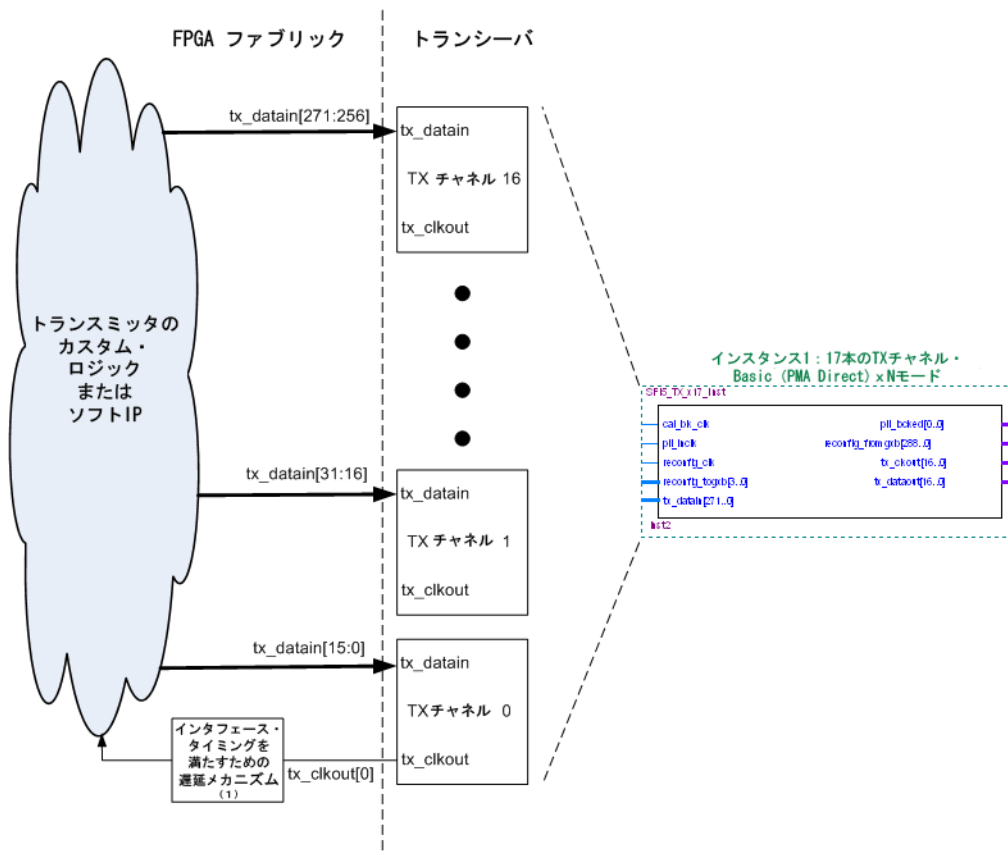 FPGA ファブリック
トランシーバ
tx_datain[271:256]
tx_datain
TX チャネル 16
tx_clkout
トランスミッタの
カスタム・
ロジック
または
ソフトIP
tx_datain[31:16]
tx_datain
TX チャネル 1
tx_clkout
tx_datain[15:0]
tx_datain
TXチャネル 0
tx_clkout
インタフェース・
タイミングを
満たすための
遅延メカニズム
(1)
tx_clkout[0]
インスタンス1：17本のTXチャネル・
Basic (PMA Direct) xNモード
cal_blk_clk
pll_inclk
reconfig_clk
reconfig_togxb[3..0]
tx_datain[271..0]
pll_locked[0..0]
reconfig_fromgxb[288..0]
tx_clkout[16..0]
tx_dataout[16..0]
inst2